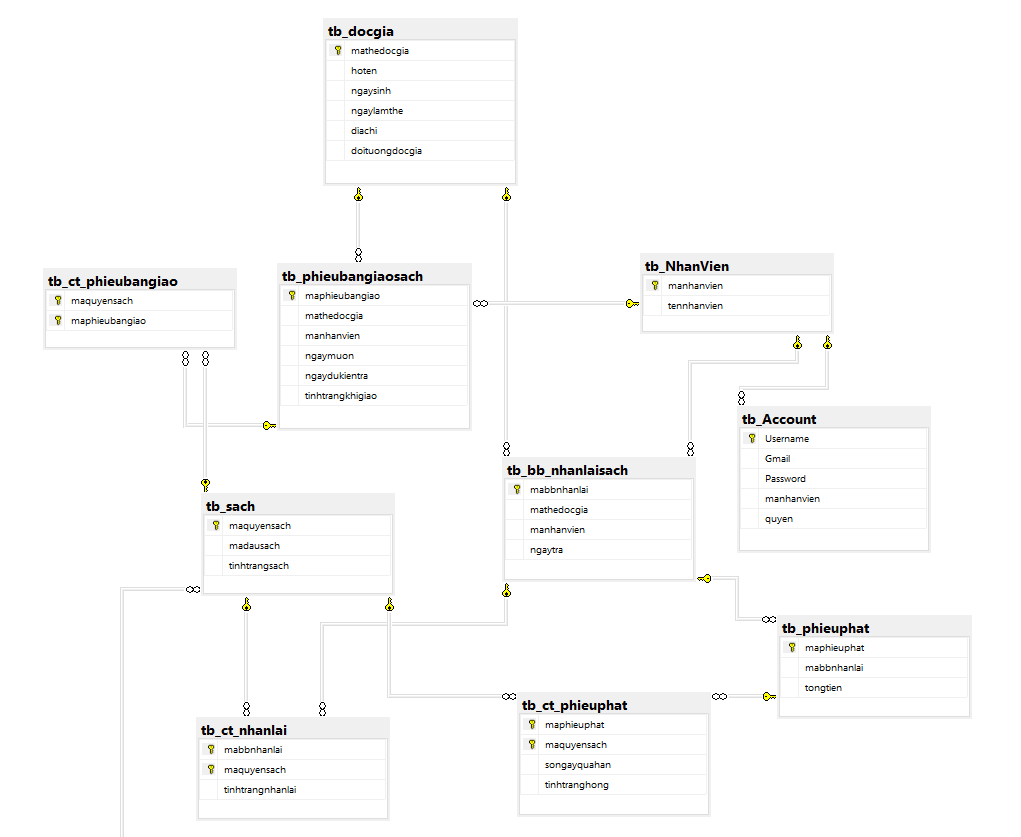 tb_docgia
mathedocgia
hoten
ngaysinh
ngaylamthe
diachi
doituongdocgia
tb_ct_phieubangiao
maquyensach
maphieubangiao
tb_phieubangiaosach
maphieubangiao
mathedocgia
manhanvien
ngaymuon
ngaydukientra
tinhtrangkhigiao
tb_NhanVien
manhanvien
tennhanvien
tb_Account
Username
Gmail
Password
manhanvien
quyen
tb_bb_nhanlaisach
mabbnhanlai
mathedocgia
manhanvien
ngaytra
tb_sach
maquyensach
madausach
tinhtrangsach
tb_phieuphat
maphieuphat
mabbnhanlai
tongtien
tb_ct_phieuphat
maphieuphat
maquyensach
songayquahan
tinhtranghong
tb_ct_nhanlai
mabbnhanlai
maquyensach
tinhtrangnhanlai